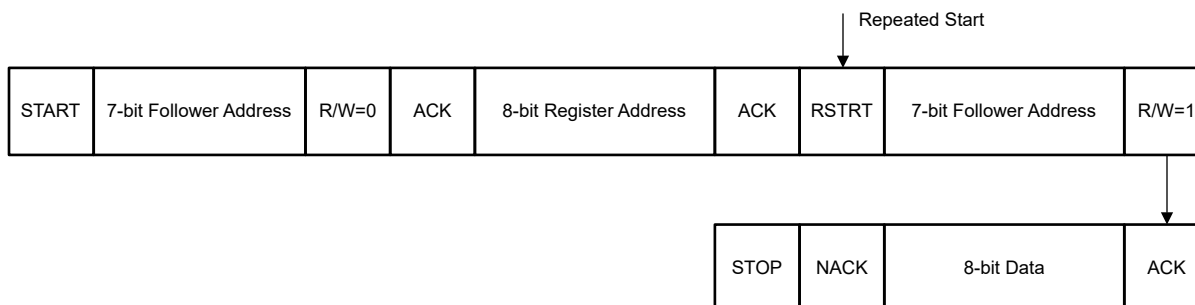 Repeated Start
START 7-bit Follower Address R/W=0 ACK 8-bit Register Address ACK RSTRT 7-bit Follower Address R/W=1
STOP NACK 8-bit Data ACK